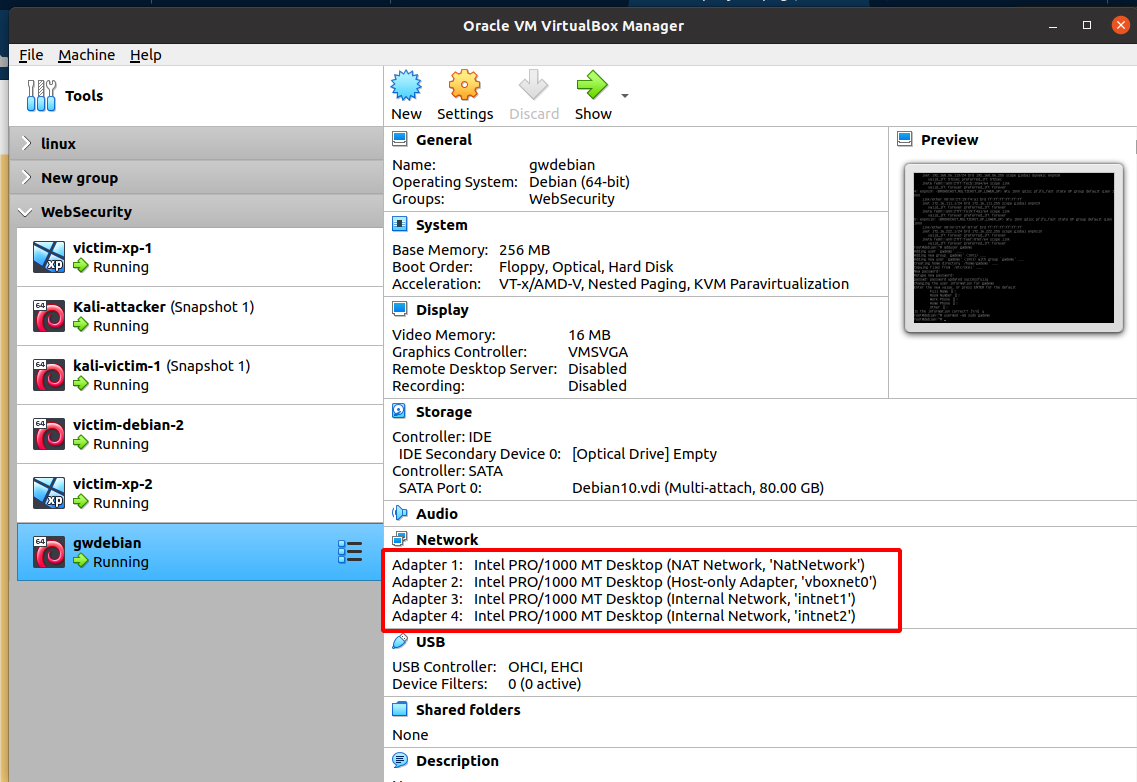 Oracle VM VirtualBox Manager
File Machine Help
Tools
New Settings Discard Show
linux
New group
WebSecurity
victim-xp-1
Running
Kali-attacker (Snapshot 1)
Running
kali-victim-1 (Snapshot 1)
Running
victim-debian-2
Running
victim-xp-2
Running
gwdebian
Running
General
Name: gwdebian
Operating System: Debian (64-bit)
Groups: WebSecurity
System
Base Memory: 256 MB
Boot Order: Floppy, Optical, Hard Disk
Acceleration: VT-x/AMD-V, Nested Paging, KVM Paravirtualization
Display
Video Memory: 16 MB
Graphics Controller: VMSVGA
Remote Desktop Server: Disabled
Recording: Disabled
Storage
Controller: IDE
IDE Secondary Device 0: [Optical Drive] Empty
Controller: SATA
SATA Port 0: Debian10.vdi (Multi-attach, 80.00 GB)
Audio
Network
Adapter 1: Intel PRO/1000 MT Desktop (NAT Network, 'NatNetwork')
Adapter 2: Intel PRO/1000 MT Desktop (Host-only Adapter, 'vboxnet0')
Adapter 3: Intel PRO/1000 MT Desktop (Internal Network, 'intnet1')
Adapter 4: Intel PRO/1000 MT Desktop (Internal Network, 'intnet2')
USB
USB Controller: OHCI, EHCI
Device Filters: 0 (0 active)
Shared folders
None
Description
Preview